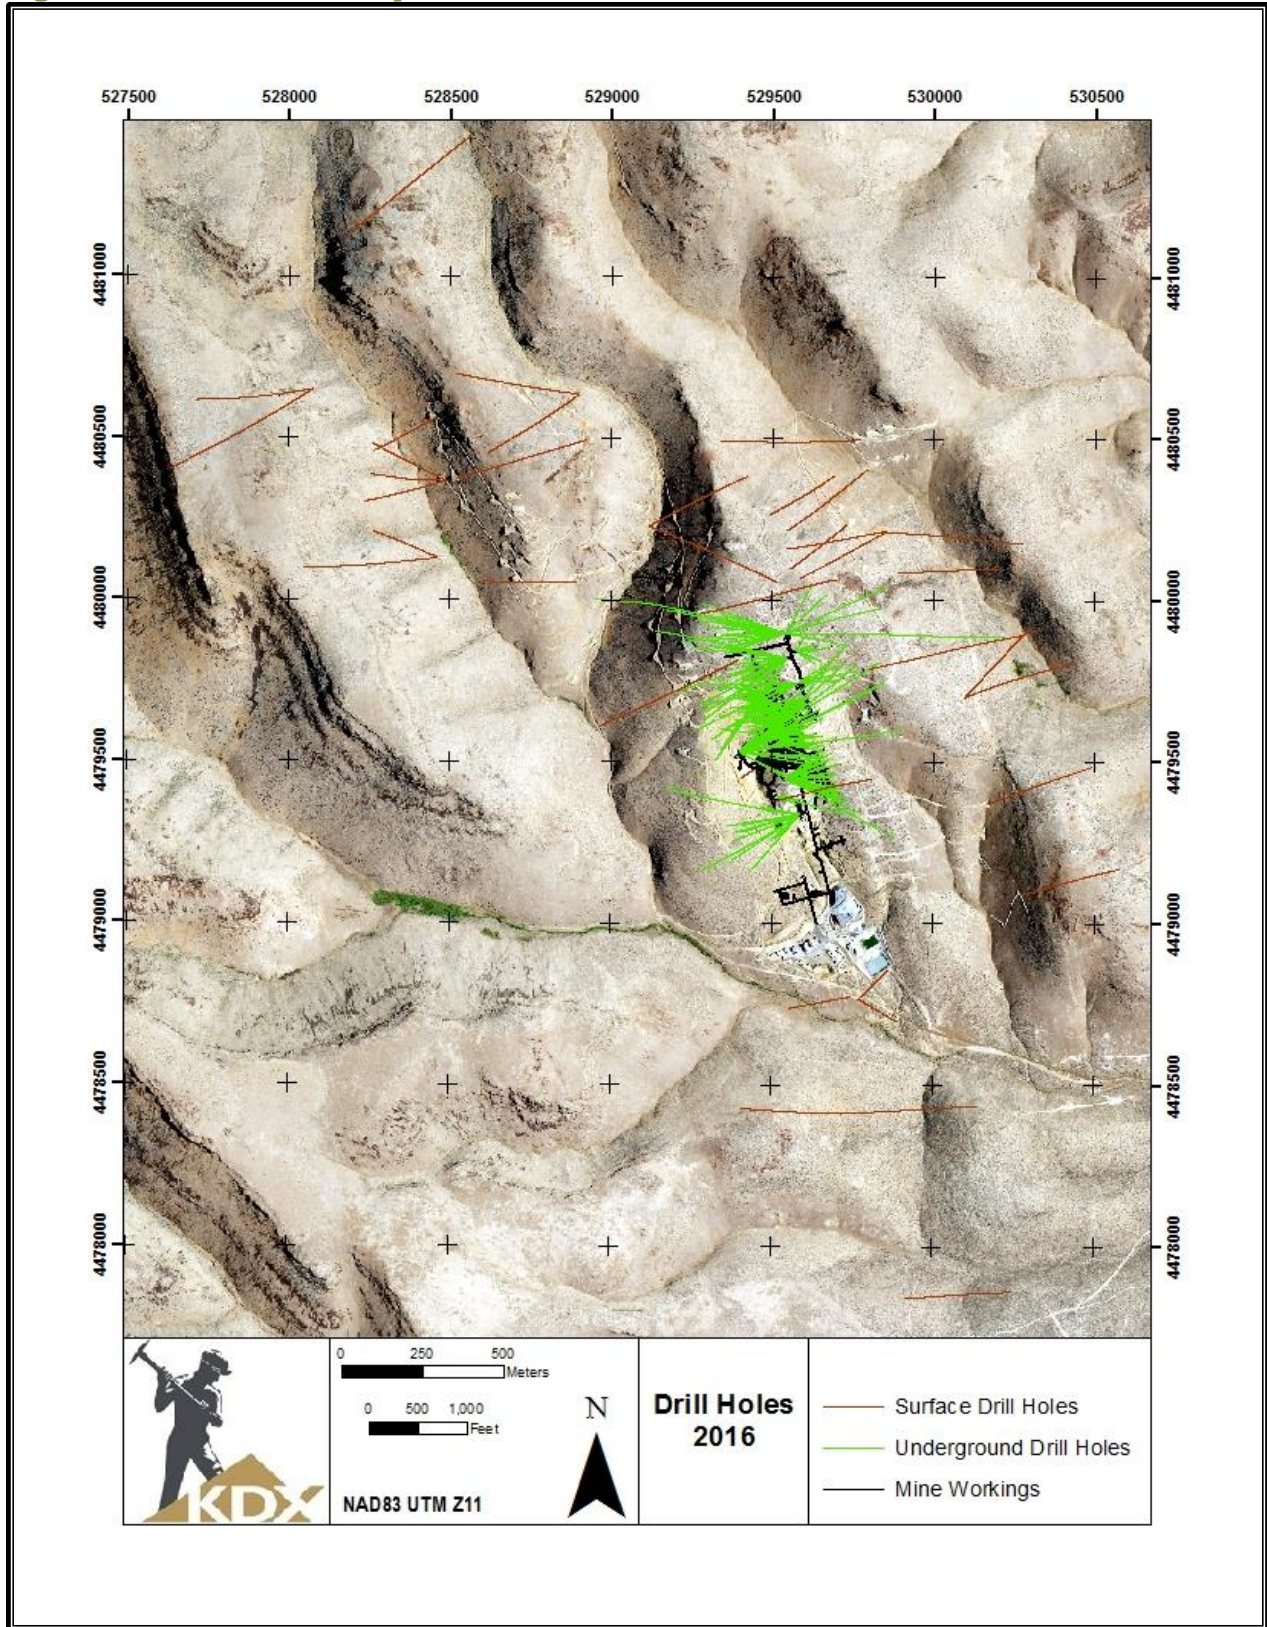 527500 528000 528500 529000 529500 530000 530500
4481000 4481000
4480500 4480500
4480000 4480000
4479500 4479500
4479000 4479000
4478500 4478500
4478000 4478000
KDX
0 250 500
Meters
0 500 1,000
Feet
NAD83 UTM Z11
N
Drill Holes
2016
Surface Drill Holes
Underground Drill Holes
Mine Workings